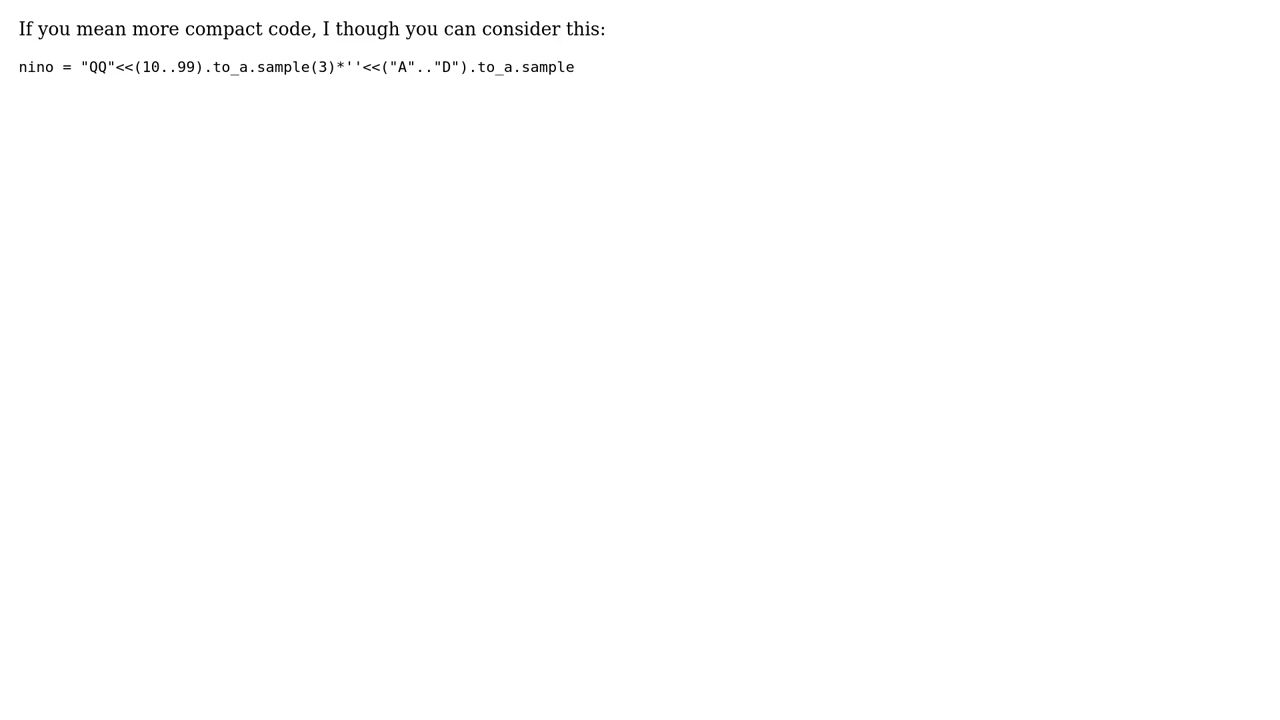 If you mean more compact code, I though you can consider this:
nino = "QQ"<<(10..99).to_a.sample(3)*''<<("A".."D").to_a.sample